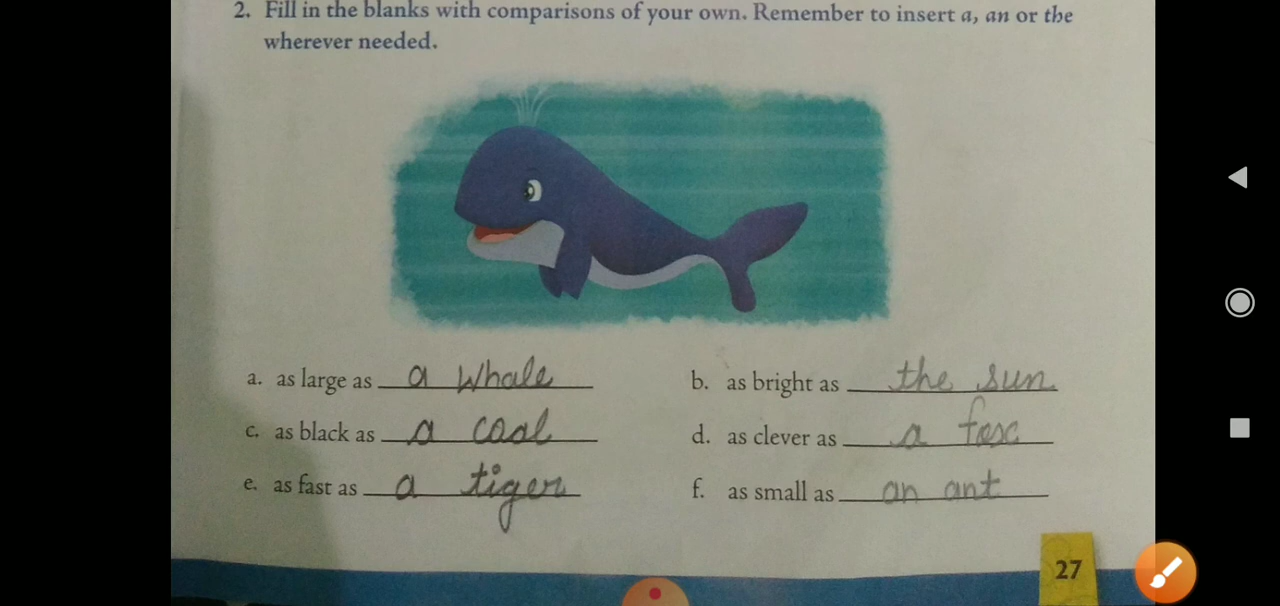 2. Fill in the blanks with comparisons of your own. Remember to insert a, an or the
wherever needed.
a. as large as a whale
b. as bright as the sun
c. as black as a coal
d. as clever as a fox
e. as fast as a tiger
f. as small as an ant
27